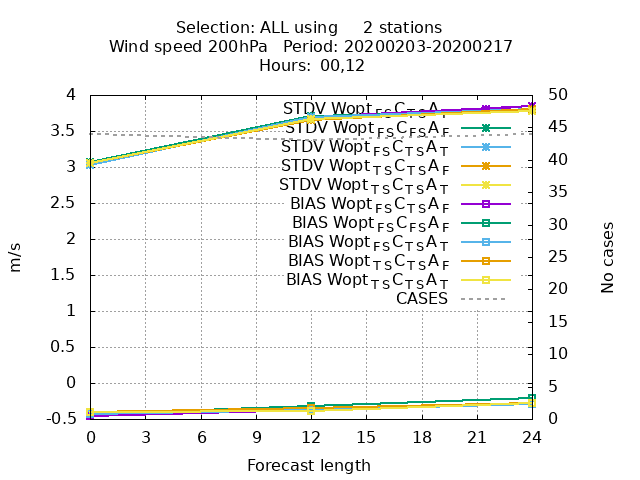 Selection: ALL using 2 stations
Wind speed 200hPa Period: 20200203-20200217
Hours: 00,12
4
3.5
3
2.5
2
1.5
1
0.5
0
-0.5
m/s
50
45
40
35
30
25
20
15
10
5
0
No cases
STDV Wopt FS C TS A F
STDV Wopt FS C FS A F
STDV Wopt FS C TS A T
STDV Wopt TS C TS A F
STDV Wopt TS C TS A T
BIAS Wopt FS C TS A F
BIAS Wopt FS C FS A F
BIAS Wopt FS C TS A T
BIAS Wopt TS C TS A F
BIAS Wopt TS C TS A T
CASES
0 3 6 9 12 15 18 21 24
Forecast length